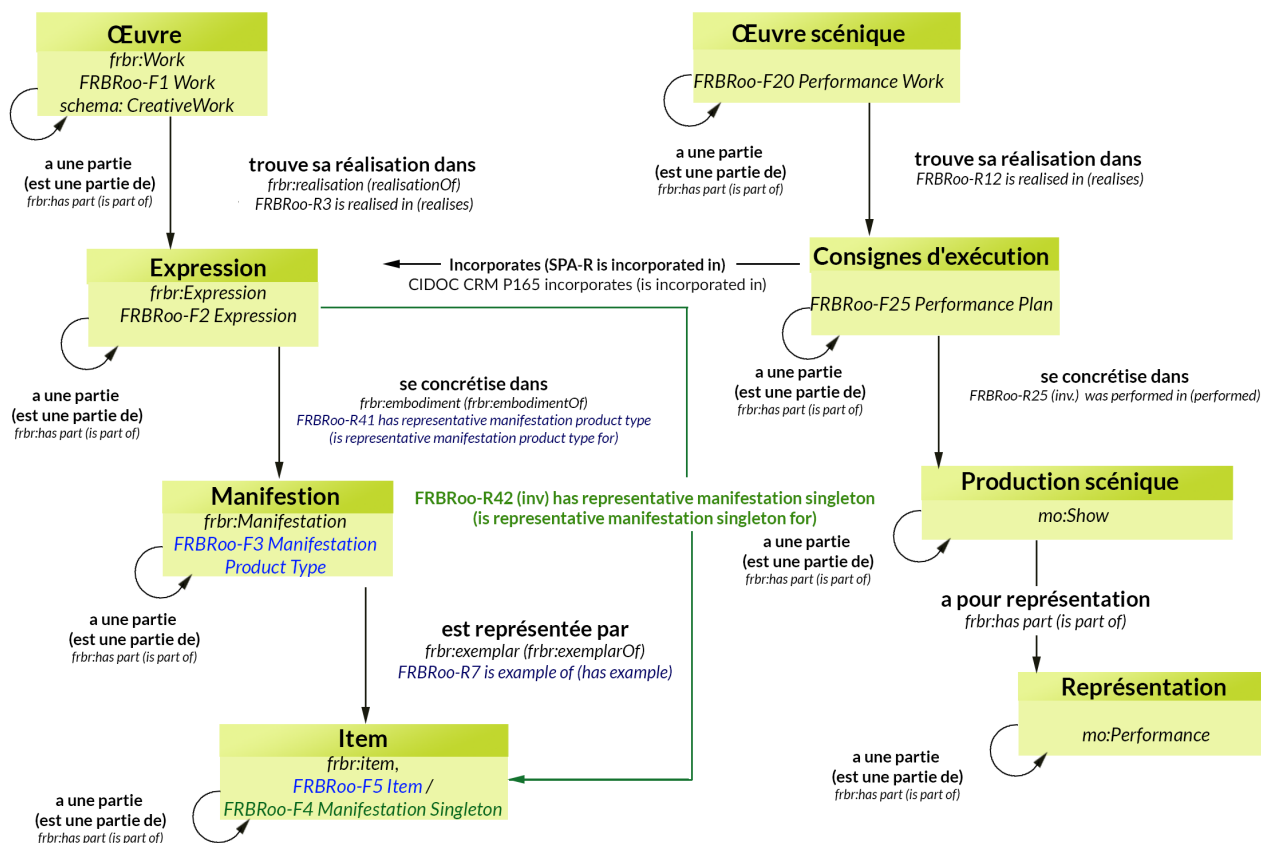 Œuvre
frbr:Work
FRBRoo-F1 Work
schema: CreativeWork
a une partie
(est une partie de)
frbr:has part (is part of)
trouve sa réalisation dans
frbr:realisation (realisationOf)
FRBRoo-R3 is realised in (realises)
Œuvre scénique
FRBRoo-F20 Performance Work
a une partie
(est une partie de)
frbr:has part (is part of)
trouve sa réalisation dans
FRBRoo-R12 is realised in (realises)
Expression
frbr:Expression
FRBRoo-F2 Expression
Incorporates (SPA-R is incorporated in)
CIDOC CRM P165 incorporates (is incorporated in)
Consignes d'exécution
FRBRoo-F25 Performance Plan
a une partie
(est une partie de)
frbr:has part (is part of)
se concrétise dans
frbr:embodiment (frbr:embodimentOf)
FRBRoo-R41 has representative manifestation product type
(is representative manifestation product type for)
a une partie
(est une partie de)
frbr:has part (is part of)
se concrétise dans
FRBRoo-R25 (inv.) was performed in (performed)
Manifestion
frbr:Manifestation
FRBRoo-F3 Manifestation
Product Type
FRBRoo-R42 (inv) has representative manifestation singleton
(is representative manifestation singleton for)
Production scénique
mo:Show
a une partie
(est une partie de)
frbr:has part (is part of)
a une partie
(est une partie de)
frbr:has part (is part of)
a pour représentation
frbr:has part (is part of)
est représentée par
frbr:exemplar (frbr:exemplarOf)
FRBRoo-R7 is example of (has example)
Représentation
mo:Performance
Item
frbr:item,
FRBRoo-F5 Item /
FRBRoo-F4 Manifestation Singleton
a une partie
(est une partie de)
frbr:has part (is part of)
a une partie
(est une partie de)
frbr:has part (is part of)